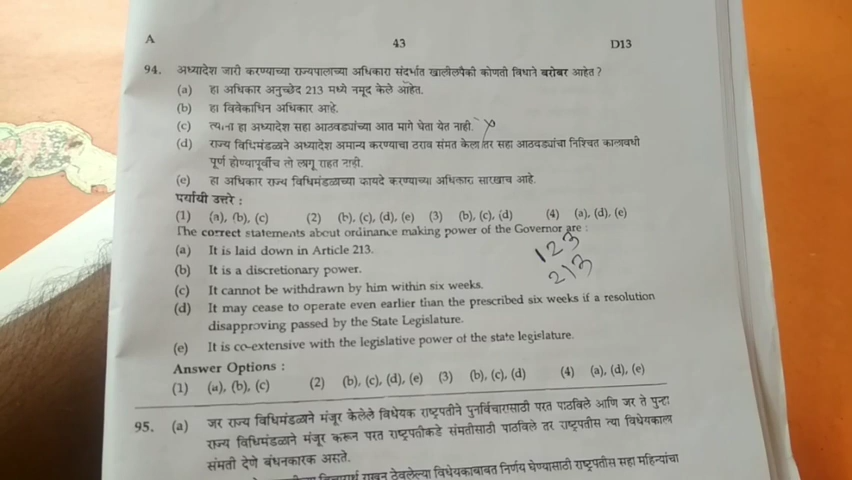 A 43 D13
94. अध्यादेश जारी करण्याच्या राज्यपालाच्या अधिकारा संदर्भात खालीलपैकी कोणती विधाने बरोबर आहेत ?
(a) हा अधिकार अनुच्छेद 213 मध्ये नमूद केले आहेत.
(b) हा विवेकाधिन अधिकार आहे.
(c) त्यांना हा अध्यादेश सहा आठवड्यांच्या आत मागे घेता येत नाही.
(d) राज्य विधिमंडळाने अध्यादेश अमान्य करण्याचा ठराव संमत केला तर सहा आठवड्यांचा निश्चित कालावधी
पूर्ण होण्यापूर्वीच तो लागू राहत नाही.
(e) हा अधिकार राज्य विधिमंडळाच्या कायदे करण्याच्या अधिकारा सारखाच आहे.
पर्यायी उत्तरे :
(1) (a), (b), (c) (2) (b), (c), (d), (e) (3) (b), (c), (d) (4) (a), (d), (e)
The correct statements about ordinance making power of the Governor are :
(a) It is laid down in Article 213.
123
(b) It is a discretionary power.
213
(c) It cannot be withdrawn by him within six weeks.
(d) It may cease to operate even earlier than the prescribed six weeks if a resolution
disapproving passed by the State Legislature.
(e) It is co-extensive with the legislative power of the state legislature.
Answer Options :
(1) (a), (b), (c) (2) (b), (c), (d), (e) (3) (b), (c), (d) (4) (a), (d), (e)
95. (a) जर राज्य विधिमंडळाने मंजूर केलेले विधेयक राष्ट्रपतीने पुनर्विचारासाठी परत पाठविले आणि जर ते पुन्हा
राज्य विधिमंडळाने मंजूर करून परत राष्ट्रपतीकडे संमतीसाठी पाठविले तर राष्ट्रपतीस त्या विधेयकाला
संमती देणे बंधनकारक असते.
राखून ठेवलेल्या विधेयकाबाबत निर्णय घेण्यासाठी राष्ट्रपतीस सहा महिन्यांचा